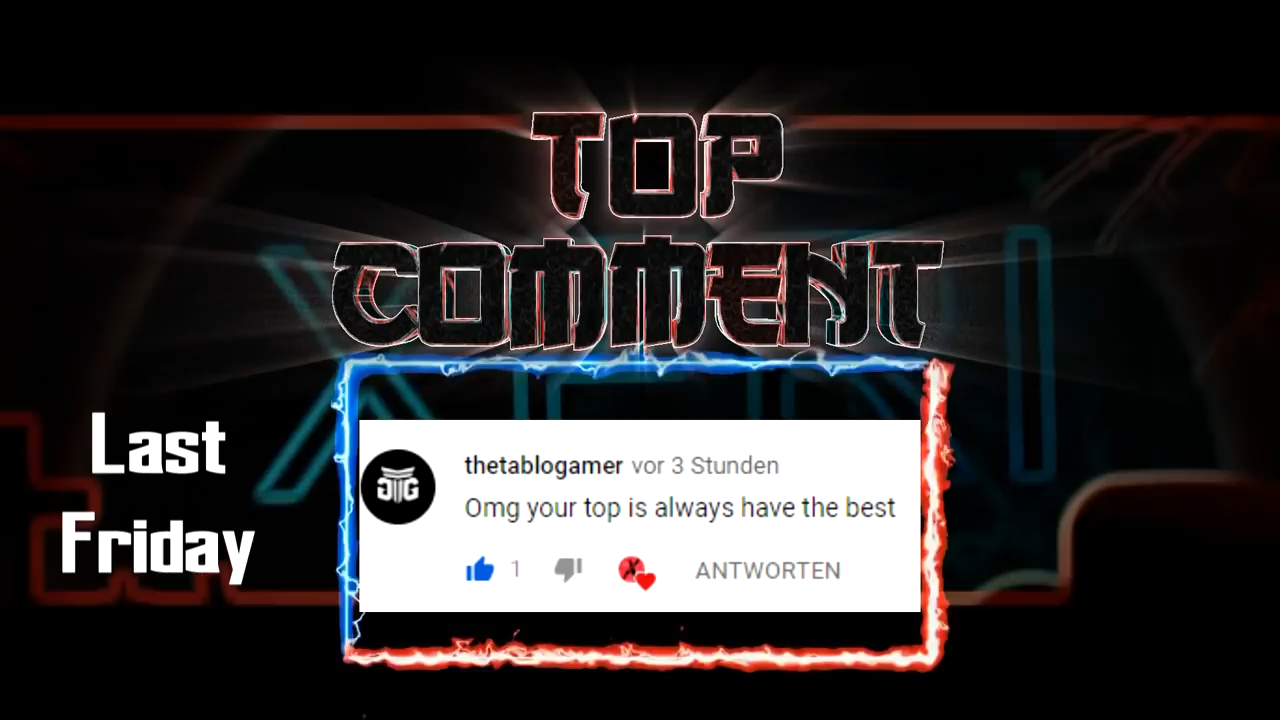 TOP
COMMENT
Last
Friday
thetablogamer vor 3 Stunden
Omg your top is always have the best
1
ANTWORTEN